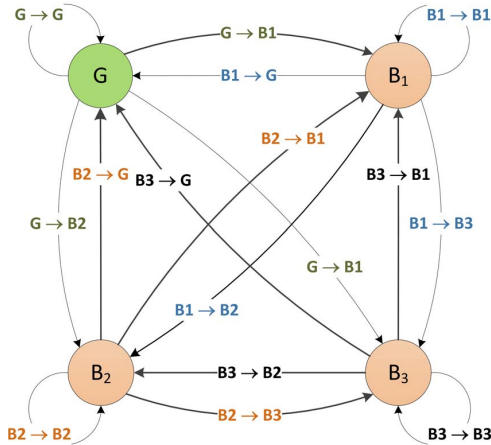 G → G
B1 → B1
G → B1
G
B₁
B1 → G
B2 → B1
B2 → G
B3 → G
B3 → B1
G → B2
B1 → B3
G → B1
B1 → B2
B₂
B3 → B2
B₃
B2 → B3
B2 → B2
B3 → B3